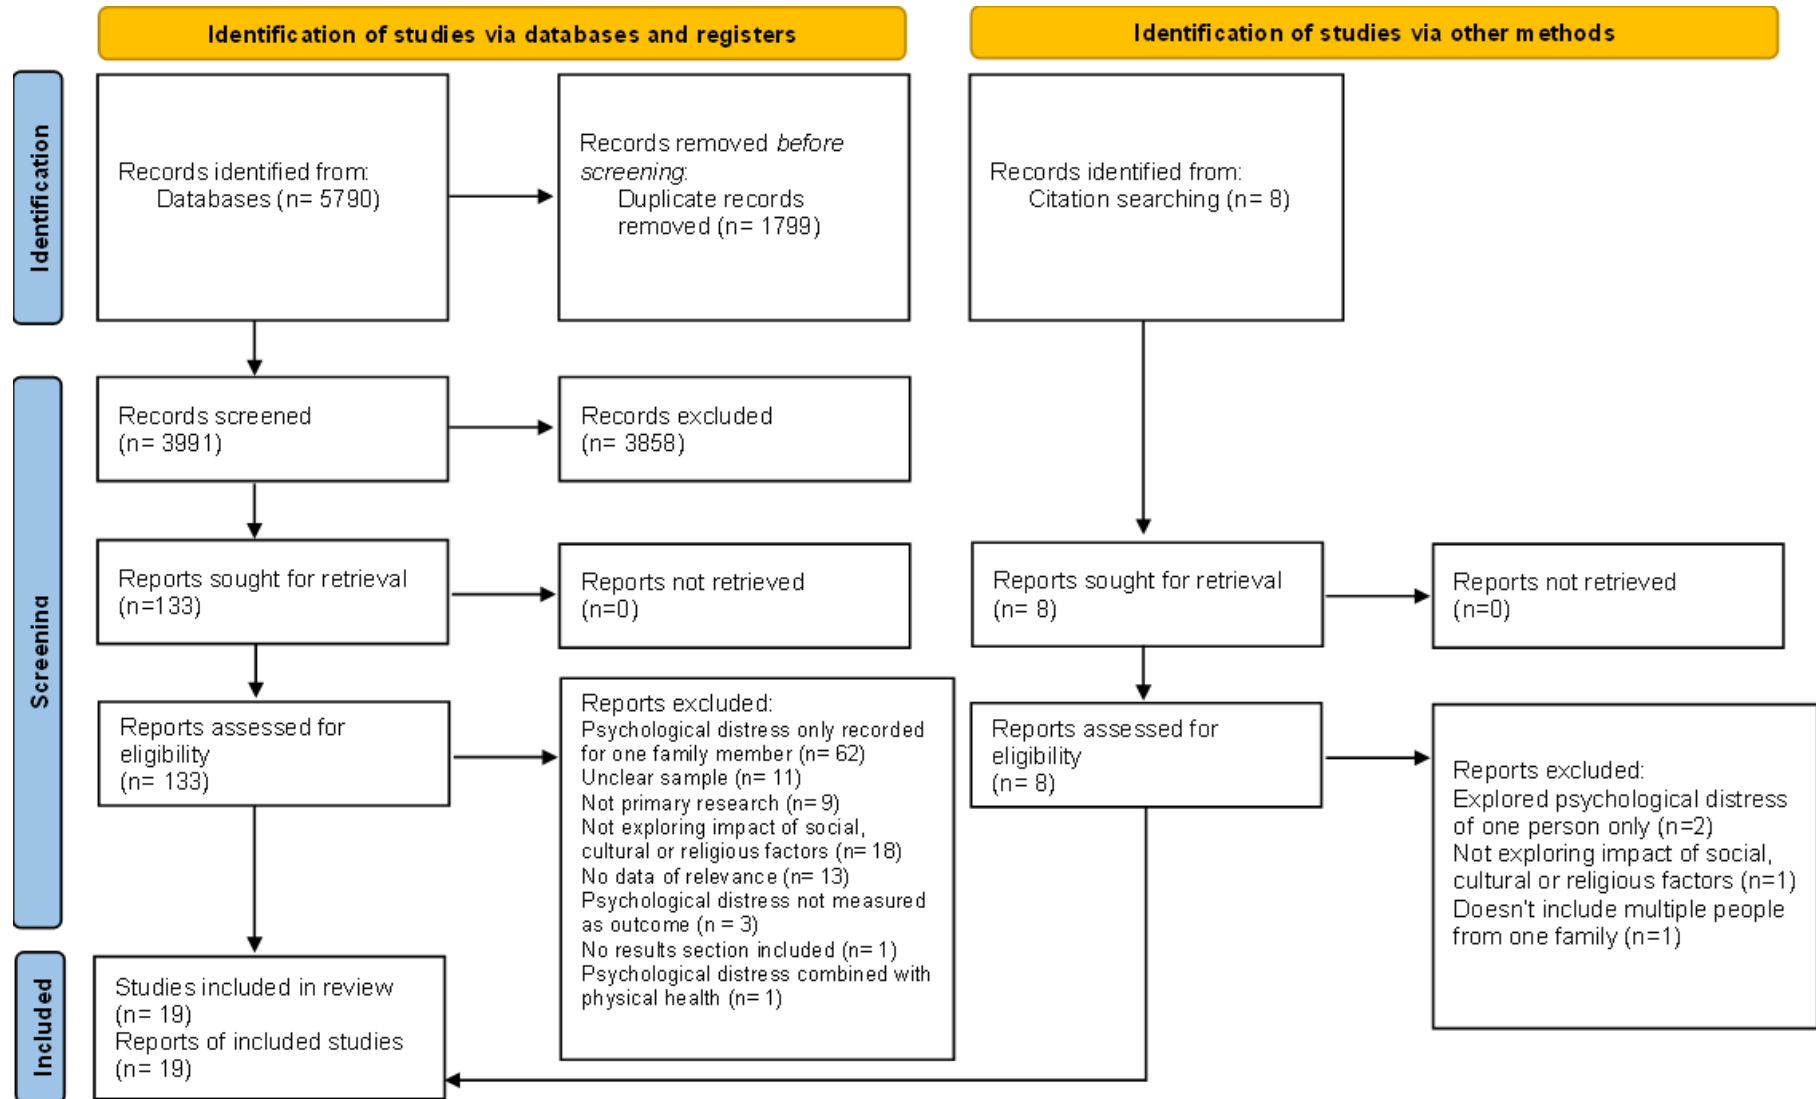 Identification of studies via databases and registers
Identification of studies via other methods
Identification
Records identified from:
Databases (n= 5790)
Records removed before
screening:
Duplicate records
removed (n= 1799)
Records identified from:
Citation searching (n= 8)
Screening
Records screened
(n= 3991)
Records excluded
(n= 3858)
Reports sought for retrieval
(n=133)
Reports not retrieved
(n=0)
Reports sought for retrieval
(n= 8)
Reports not retrieved
(n=0)
Reports assessed for
eligibility
(n= 133)
Reports excluded:
Psychological distress only recorded
for one family member (n= 62)
Unclear sample (n= 11)
Not primary research (n= 9)
Not exploring impact of social,
cultural or religious factors (n= 18)
No data of relevance (n= 13)
Psychological distress not measured
as outcome (n = 3)
No results section included (n= 1)
Psychological distress combined with
physical health (n= 1)
Reports assessed for
eligibility
(n= 8)
Reports excluded:
Explored psychological distress
of one person only (n=2)
Not exploring impact of social,
cultural or religious factors (n=1)
Doesn't include multiple people
from one family (n=1)
Included
Studies included in review
(n= 19)
Reports of included studies
(n= 19)